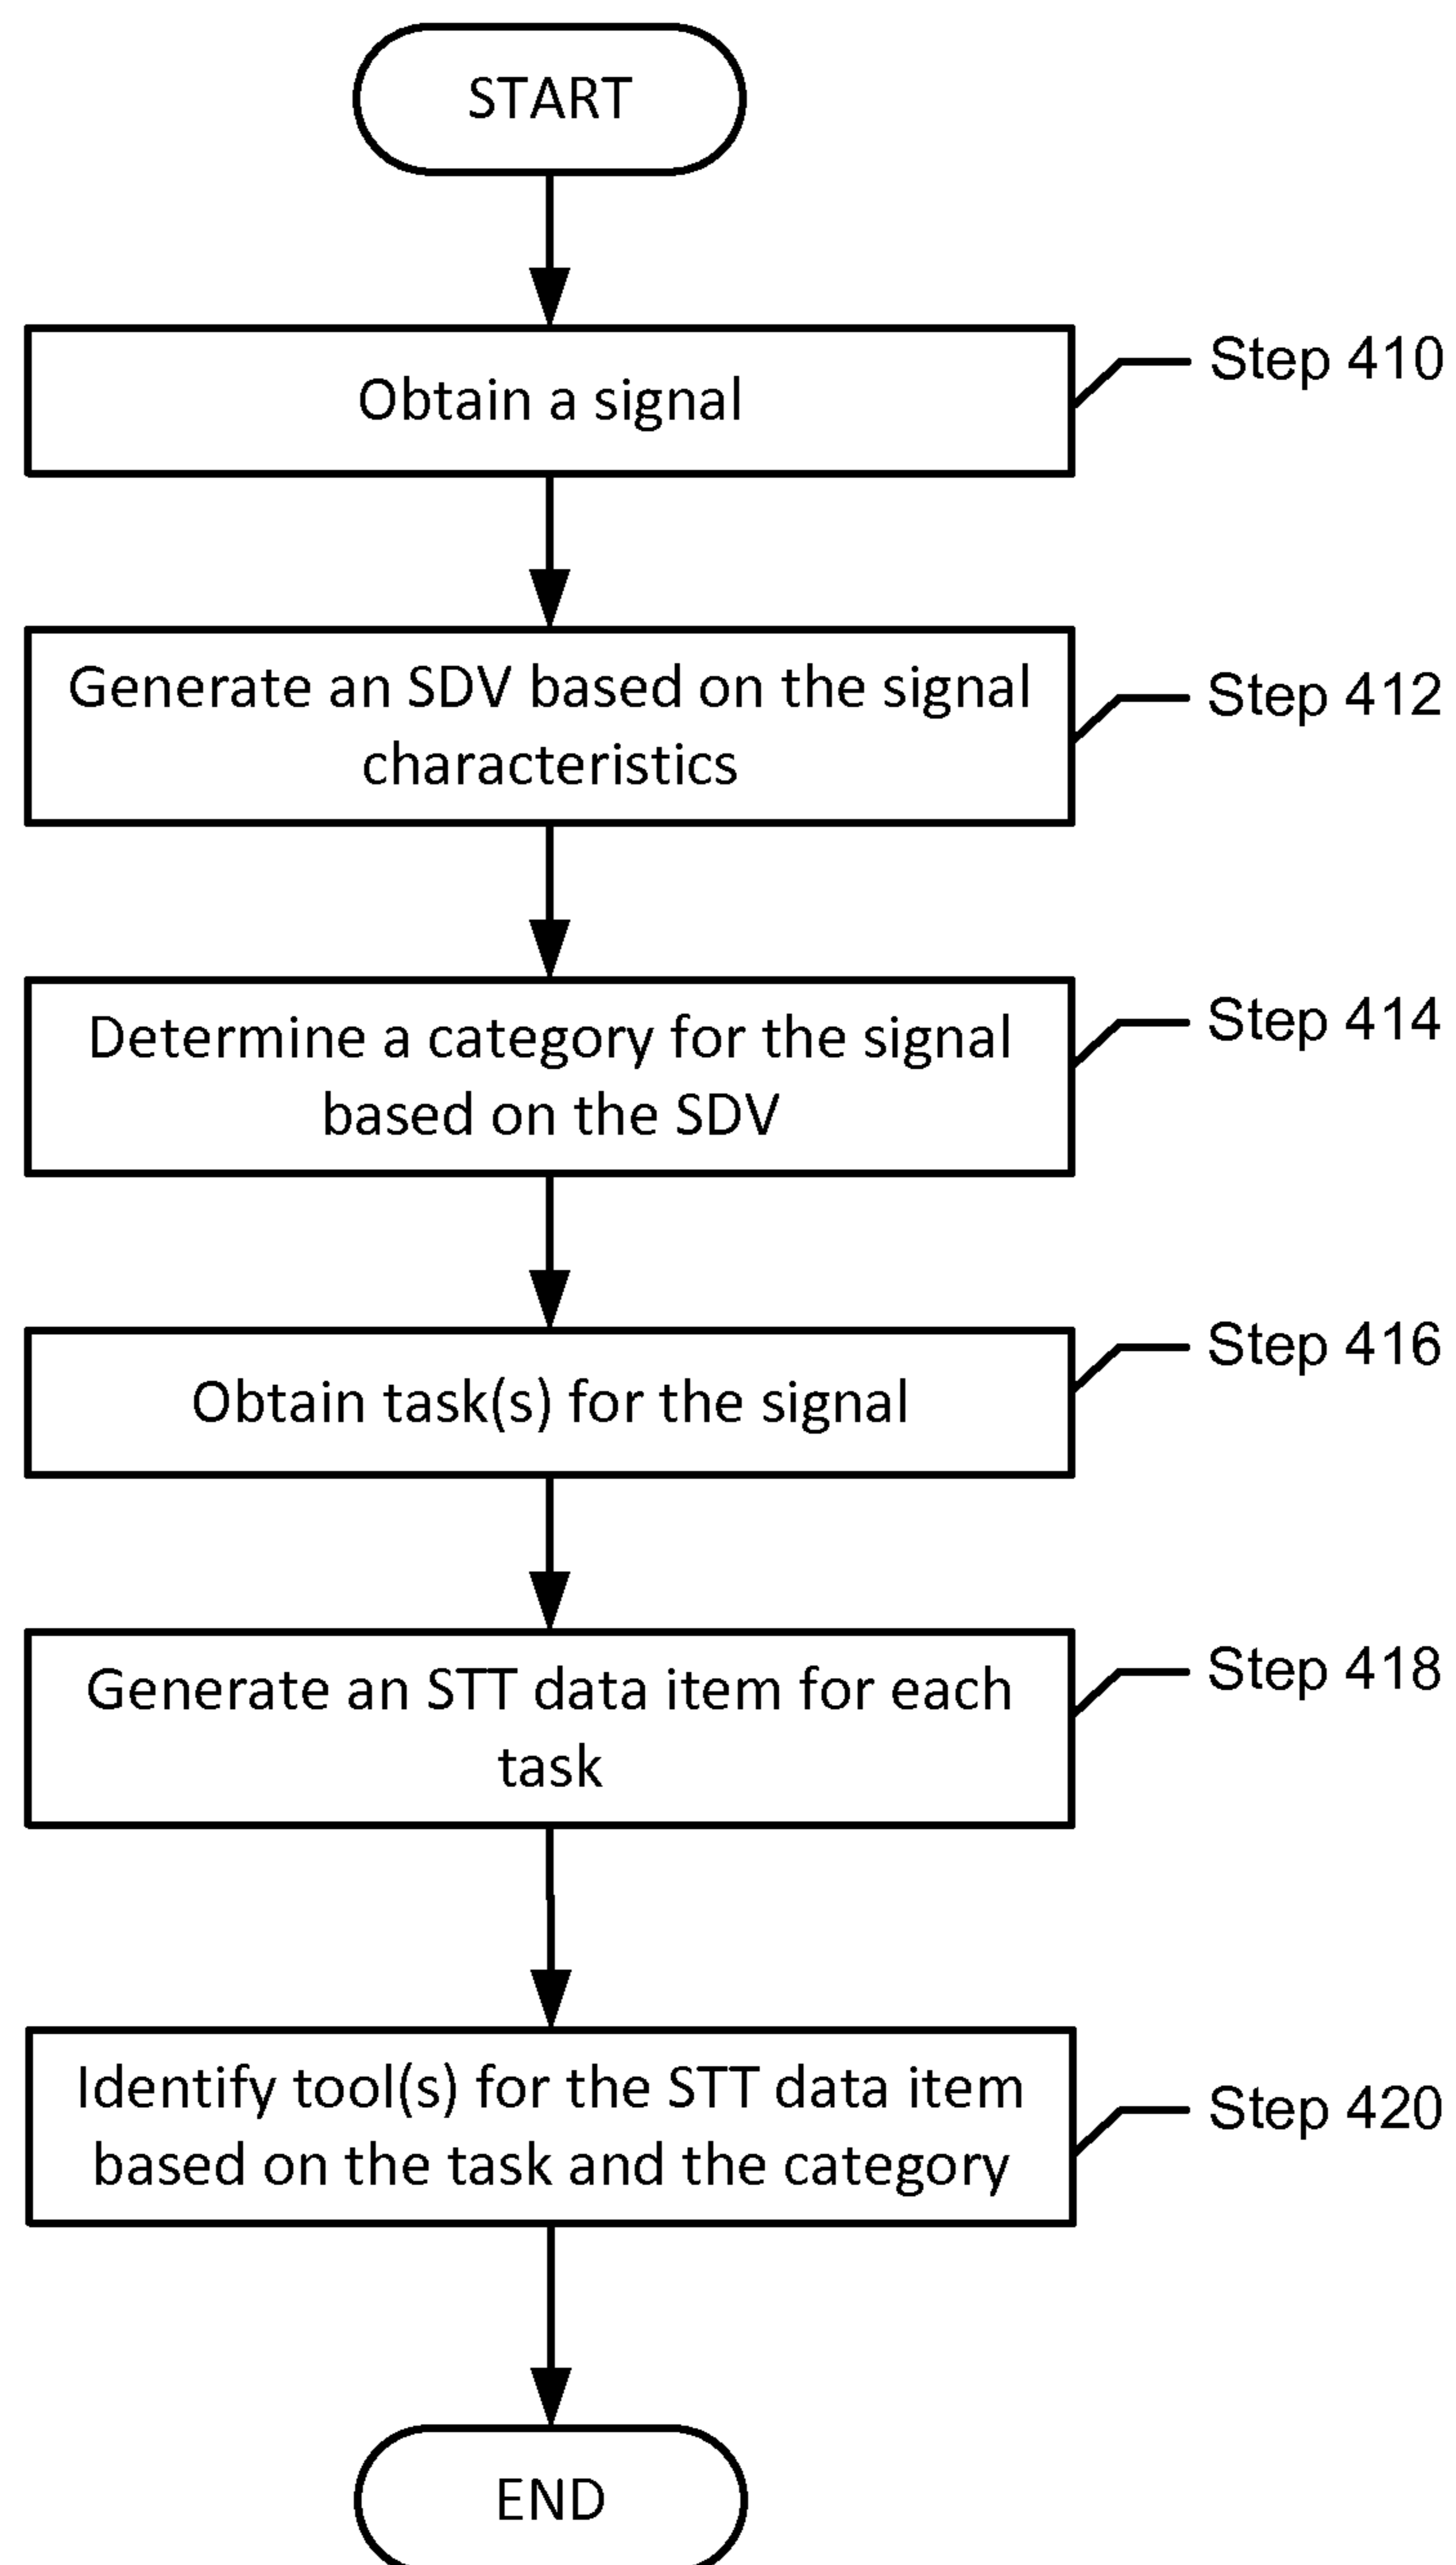 START
Obtain a signal
Step 410
Generate an SDV based on the signal
characteristics
Step 412
Determine a category for the signal
based on the SDV
Step 414
Obtain task(s) for the signal
Step 416
Generate an STT data item for each
task
Step 418
Identify tool(s) for the STT data item
based on the task and the category
Step 420
END